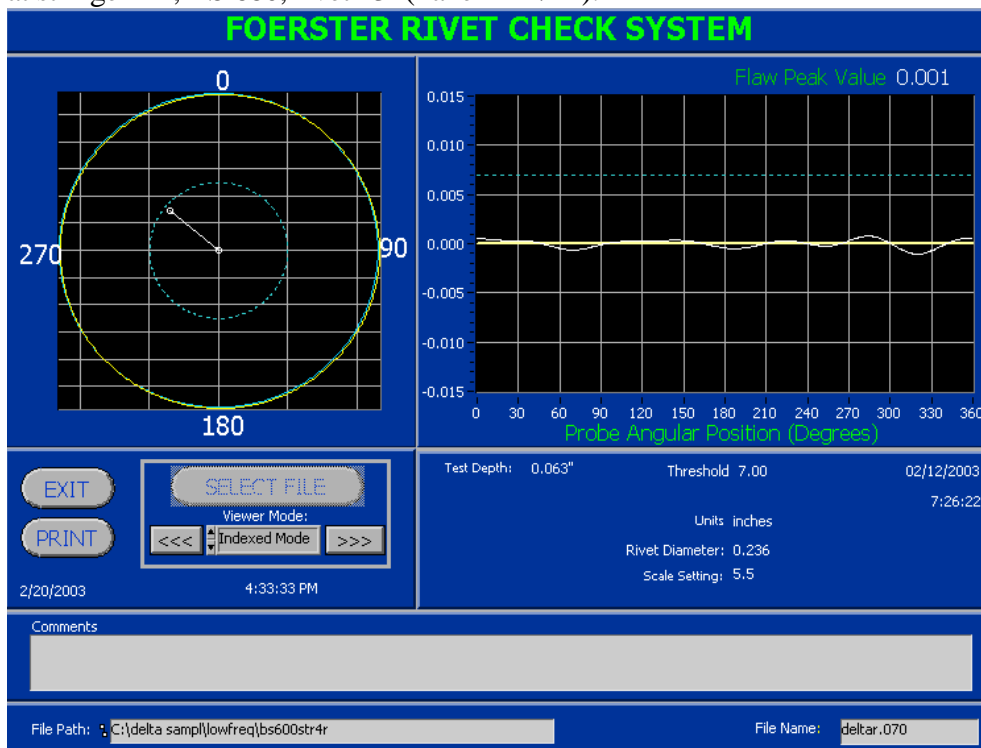 FOERSTER RIVET CHECK SYSTEM
0
270
90
180
Flaw Peak Value 0.001
0.015
0.010
0.005
0.000
-0.005
-0.010
-0.015
0 30 60 90 120 150 180 210 240 270 300 330 360
Probe Angular Position (Degrees)
EXIT
PRINT
SELECT FILE
Viewer Mode:
<<< Indexed Mode >>>
2/20/2003 4:33:33 PM
Test Depth: 0.063" Threshold 7.00 02/12/2003
7:26:22
Units inches
Rivet Diameter: 0.236
Scale Setting: 5.5
Comments
File Path: C:\delta sampl\lowfreq\bs600str4r
File Name: deltar.070